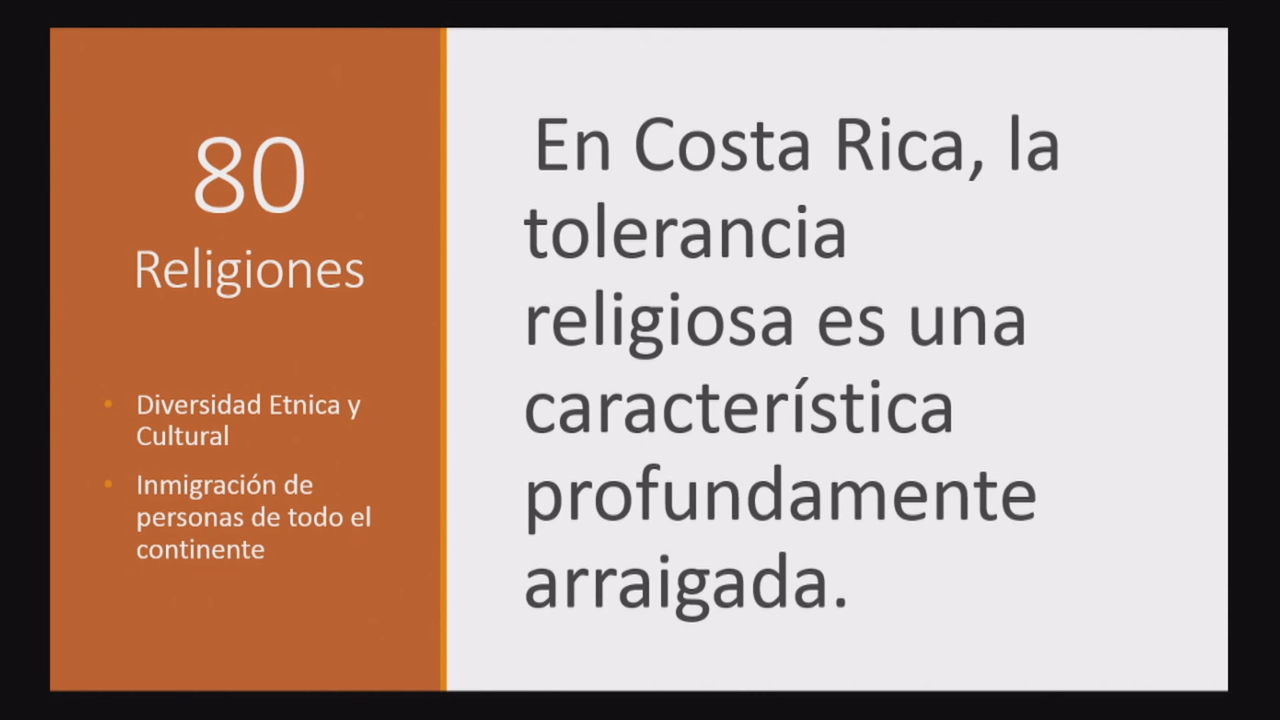 80
Religiones
• Diversidad Etnica y
Cultural
• Inmigración de
personas de todo el
continente
En Costa Rica, la
tolerancia
religiosa es una
característica
profundamente
arraigada.